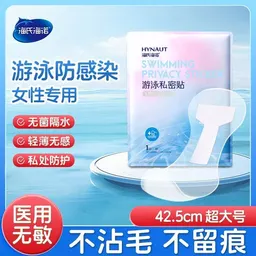 海氏海诺
游泳防感染
女性专用
无菌隔水
轻薄无感
私处防护
HYNAUT
海氏海诺
SWIMMING
PRIVACY
游泳私密贴
医用
无敏
42.5cm 超大号
不沾毛 不留痕